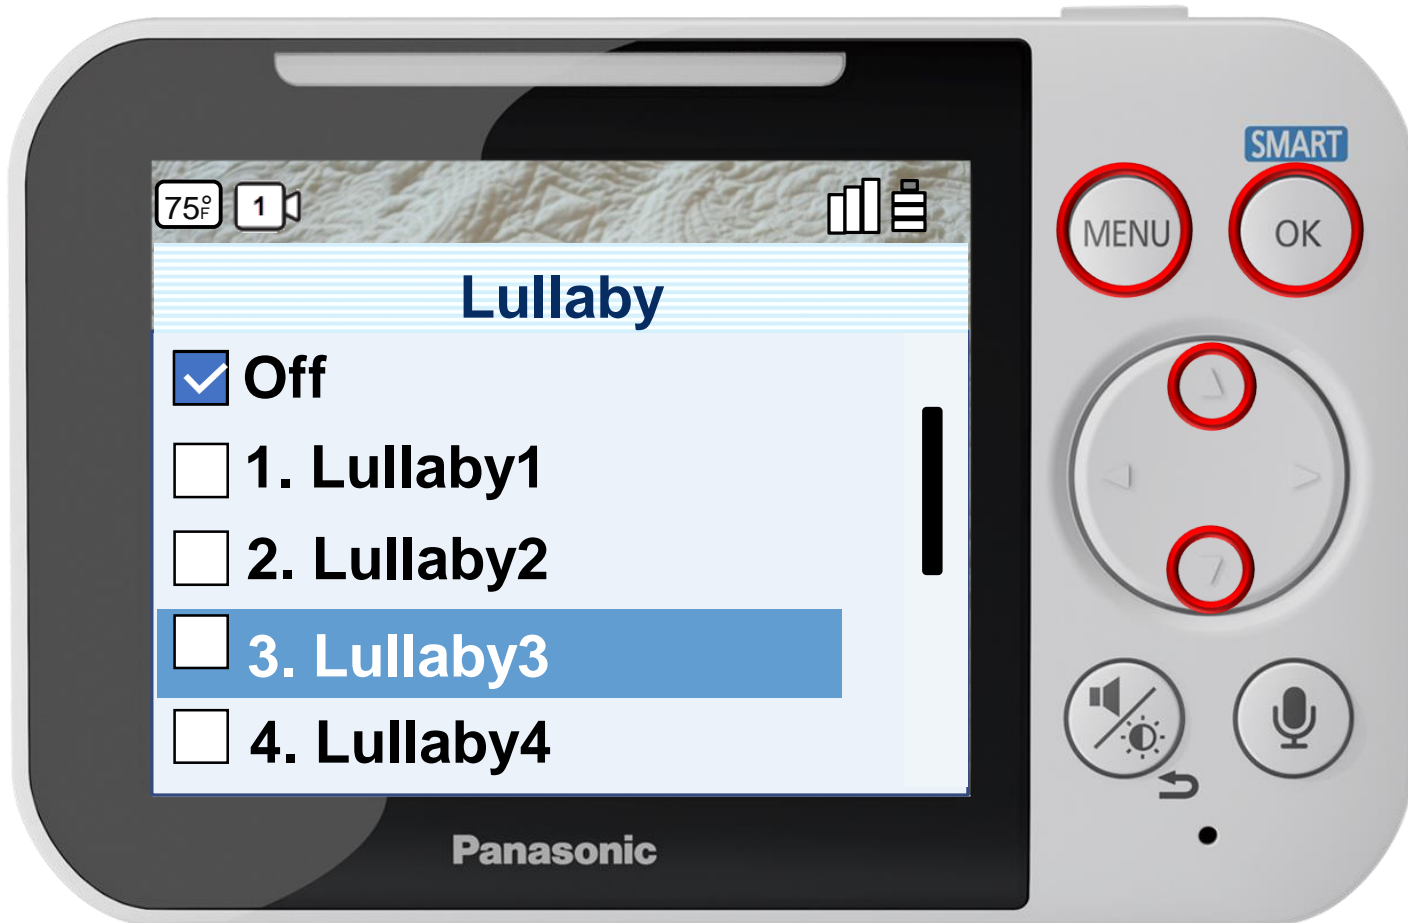 SMART
75°F
1
MENU
OK
Lullaby
Off
1. Lullaby1
2. Lullaby2
3. Lullaby3
4. Lullaby4
Panasonic